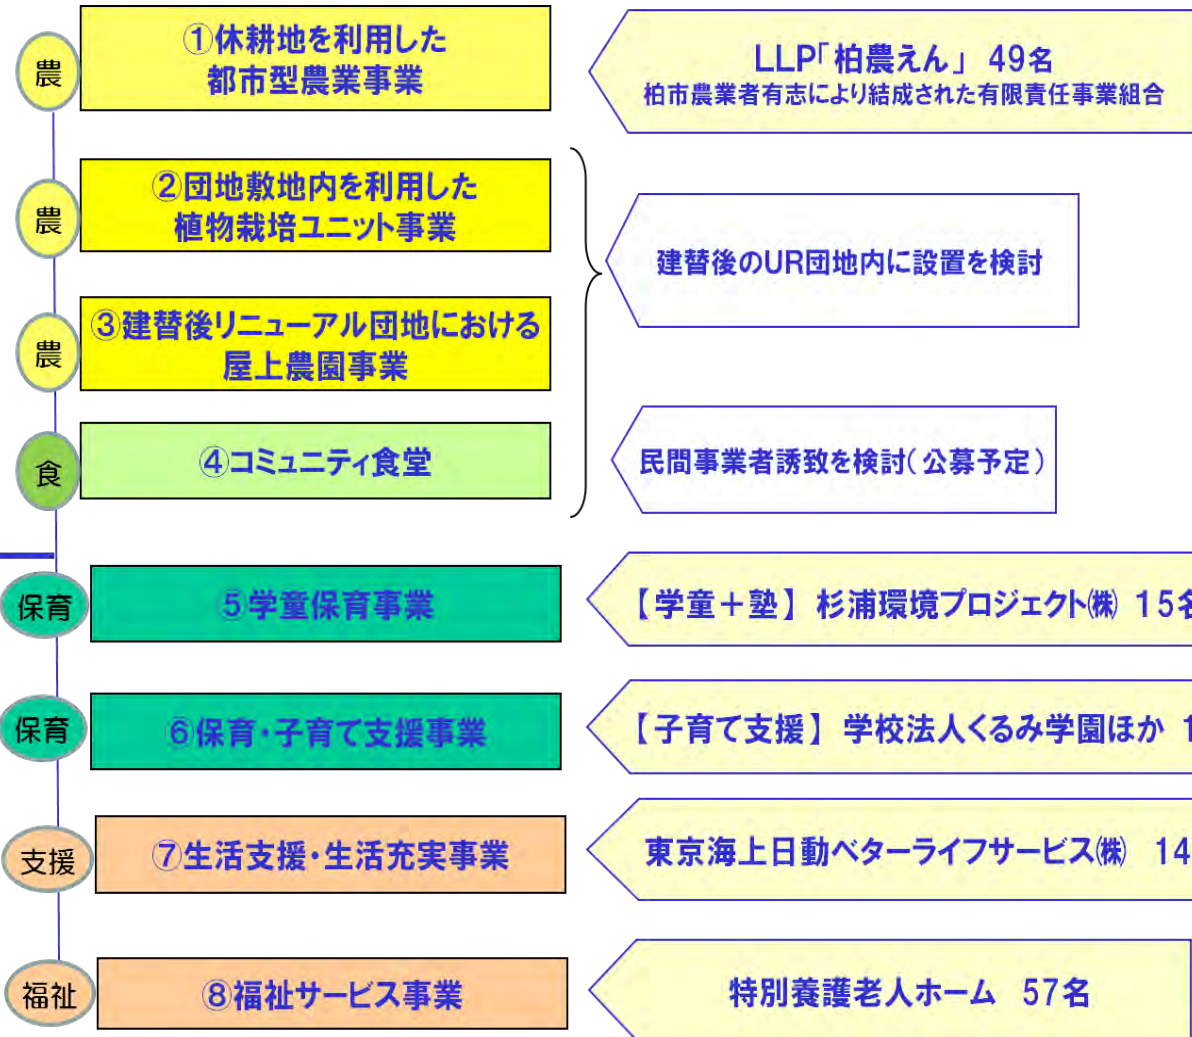 農
①休耕地を利用した
都市型農業事業
LLP「柏農えん」 49名
柏市農業者有志により結成された有限責任事業組合
農
②団地敷地内を利用した
植物栽培ユニット事業
建替後のUR団地内に設置を検討
農
③建替後リニューアル団地における
屋上農園事業
食
④コミュニティ食堂
民間事業者誘致を検討(公募予定)
保育
⑤学童保育事業
【学童＋塾】 杉浦環境プロジェクト㈱ 15名
保育
⑥保育・子育て支援事業
【子育て支援】 学校法人くるみ学園ほか
支援
⑦生活支援・生活充実事業
東京海上日動ベターライフサービス㈱ 14
福祉
⑧福祉サービス事業
特別養護老人ホーム 57名